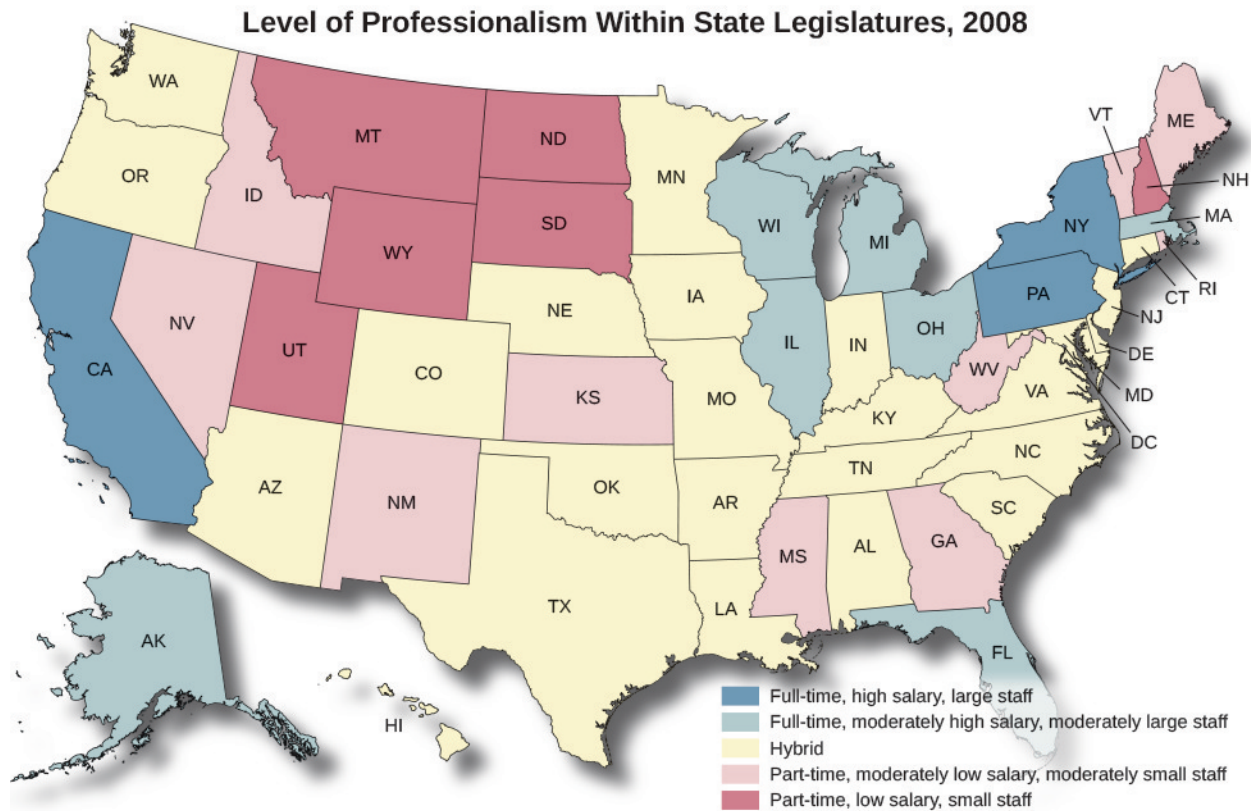 Level of Professionalism Within State Legislatures, 2008
WA
MT
ND
MN
VT
ME
OR
ID
SD
WI
MI
NY
NH
MA
WY
NV
NE
IA
PA
RI
CT
NJ
UT
CA
CO
KS
MO
IL
IN
OH
WV
VA
DE
MD
DC
KY
NC
TN
AZ
NM
OK
AR
SC
MS
AL
GA
TX
LA
AK
FL
HI
Full-time, high salary, large staff
Full-time, moderately high salary, moderately large staff
Hybrid
Part-time, moderately low salary, moderately small staff
Part-time, low salary, small staff